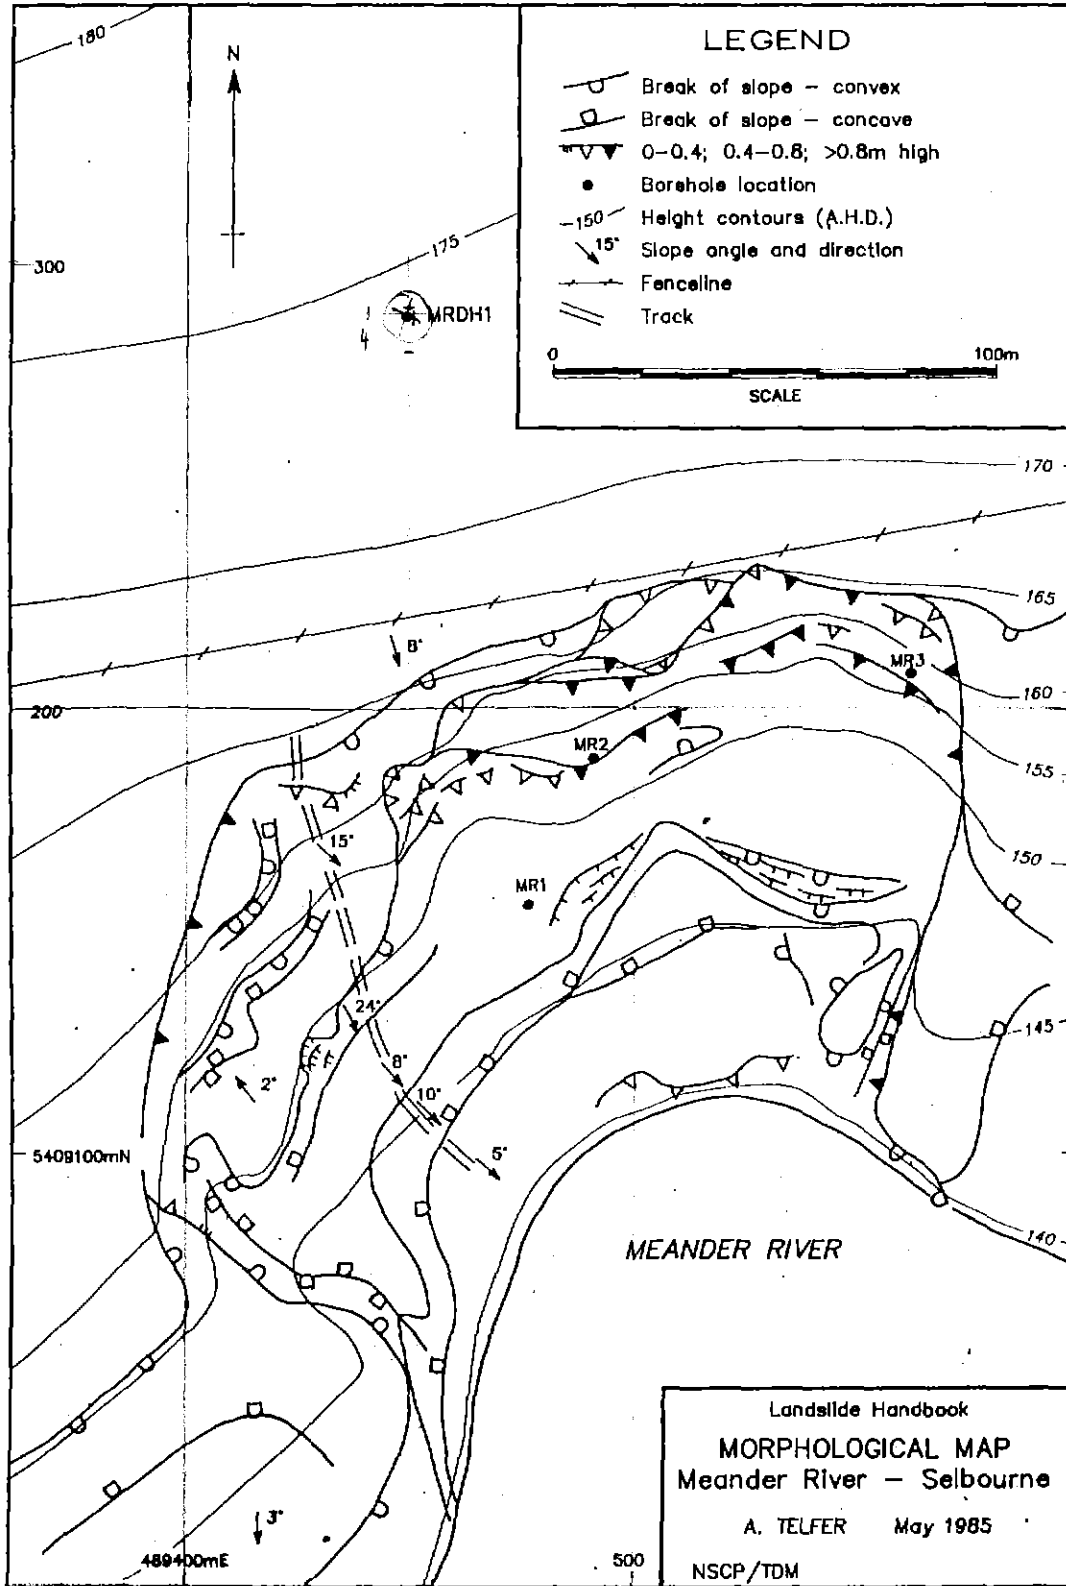 180
N
LEGEND
Break of slope - convex
Break of slope - concave
0-0.4; 0.4-0.8; >0.8m high
Borehole location
-150 Height contours (A.H.D.)
15° Slope angle and direction
Fenceline
Track
0 100m
SCALE
175
300
MRDH1
4
170
165
8°
MR3
160
200
MR2
155
15°
150
MR1
24°
145
8°
2°
10°
5409100mN
5°
140
MEANDER RIVER
3°
489400mE
500
Landslide Handbook
MORPHOLOGICAL MAP
Meander River - Selbourne
A. TELFER May 1985
NSCP/TDM